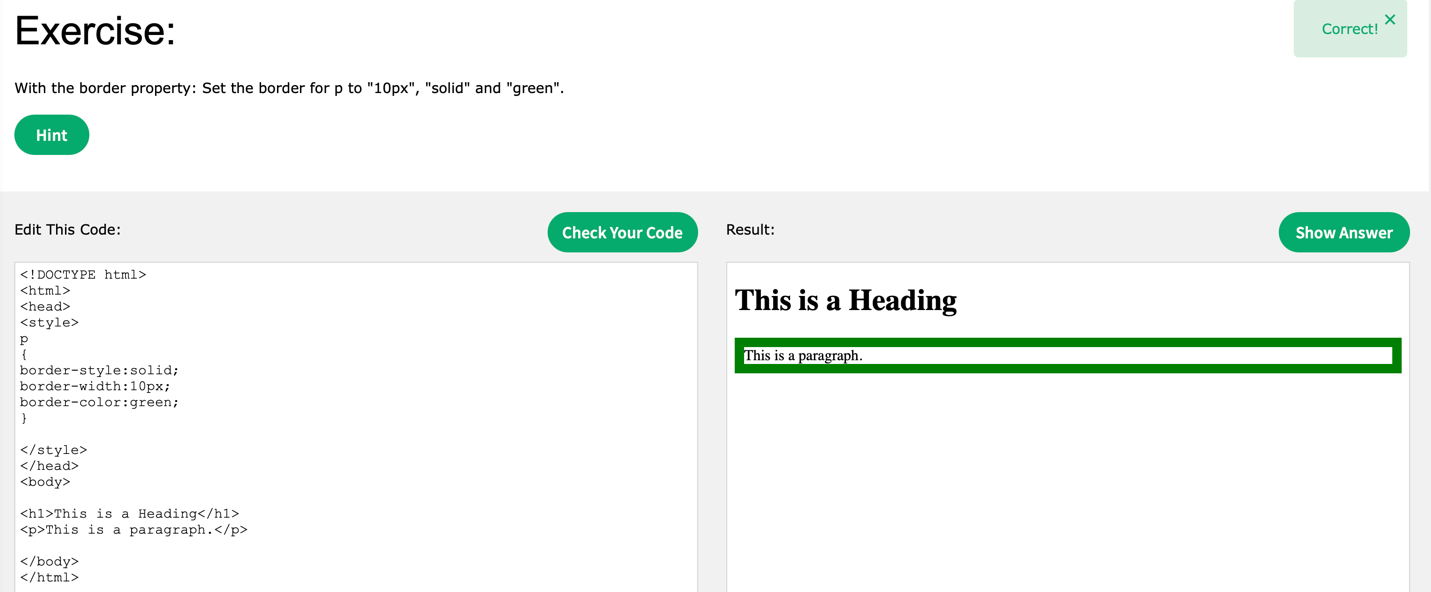 Exercise:
Correct!
×
With the border property: Set the border for p to "10px", "solid" and "green".
Hint
Edit This Code:
Check Your Code
<!DOCTYPE html>
<html>
<head>
<style>
p
{
border-style:solid;
border-width:10px;
border-color:green;
}
</style>
</head>
<body>
<h1>This is a Heading</h1>
<p>This is a paragraph.</p>
</body>
</html>
Result:
Show Answer
This is a Heading
This is a paragraph.